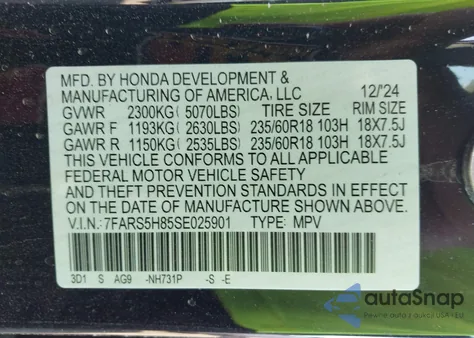 MFD. BY HONDA DEVELOPMENT &
MANUFACTURING OF AMERICA, LLC 12/'24
GVWR 2300KG (5070LBS) TIRE SIZE RIM SIZE
GAWR F 1193KG (2630LBS) 235/60R18 103H 18X7.5J
GAWR R 1150KG (2535LBS) 235/60R18 103H 18X7.5J
THIS VEHICLE CONFORMS TO ALL APPLICABLE
FEDERAL MOTOR VEHICLE SAFETY
AND THEFT PREVENTION STANDARDS IN EFFECT
ON THE DATE OF MANUFACTURE SHOWN ABOVE.
V.I.N.:7FARS5H85SE025901 TYPE: MPV
3D1 S AG9 -NH731P -S -E
autoSnap